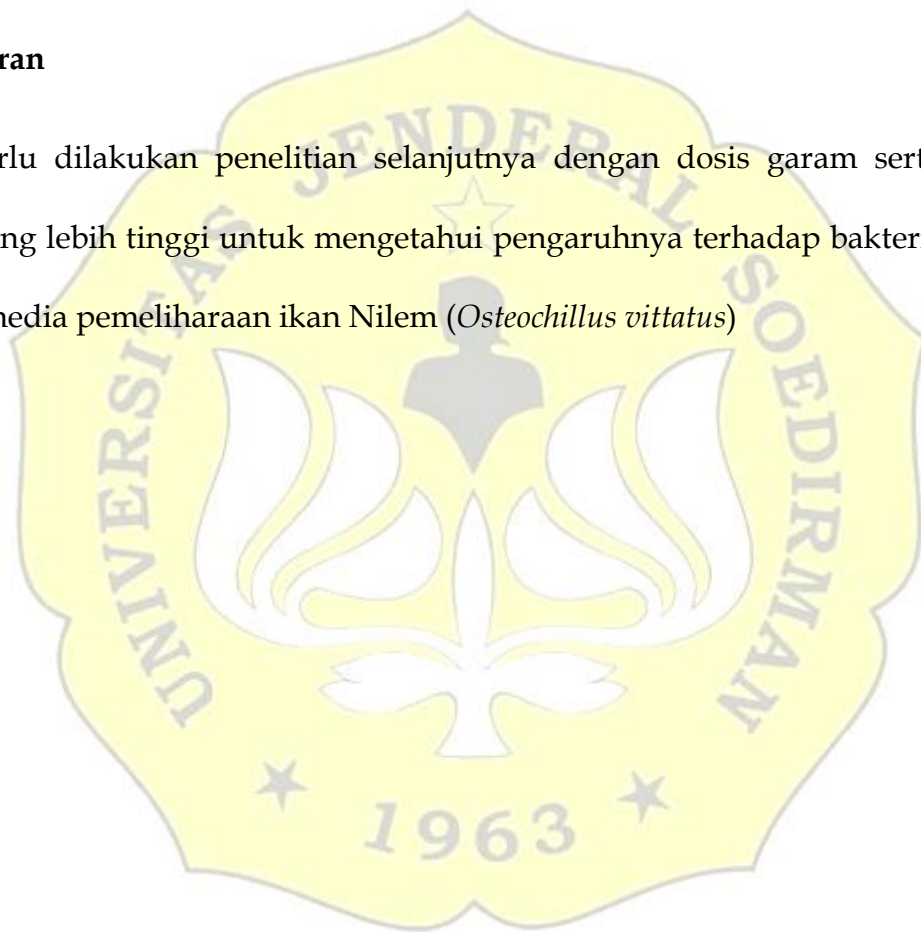 ran
rlu dilakukan penelitian selanjutnya dengan dosis garam sert
ng lebih tinggi untuk mengetahui pengaruhnya terhadap bakter
nedia pemeliharaan ikan Nilem (Osteochillus vittatus)
UNIVERSITAS JENDERAL SOEDIRMAN
1963